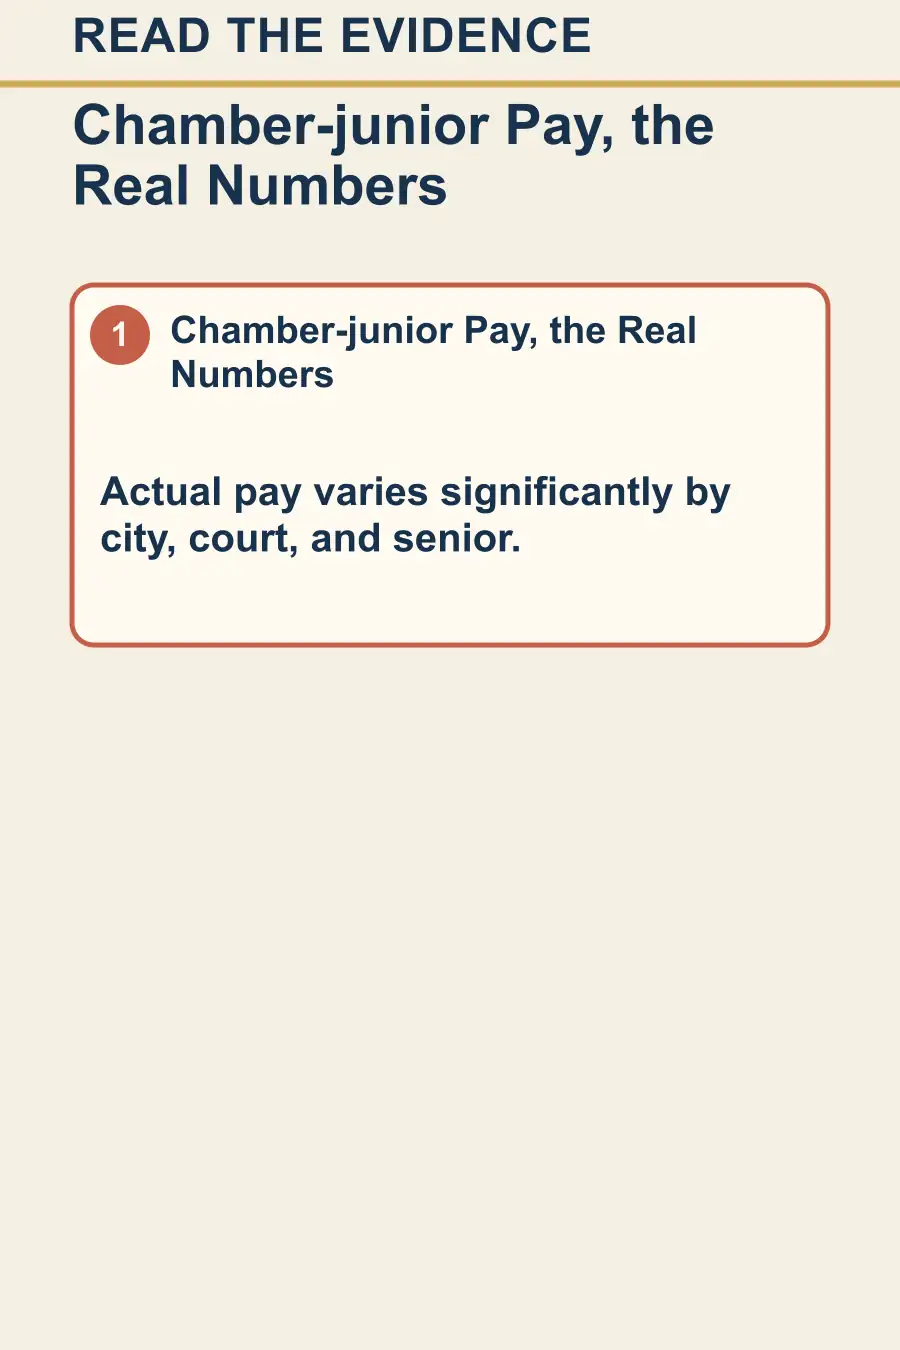 READ THE EVIDENCE
Chamber-junior Pay, the
Real Numbers
1
Chamber-junior Pay, the Real
Numbers
Actual pay varies significantly by
city, court, and senior.